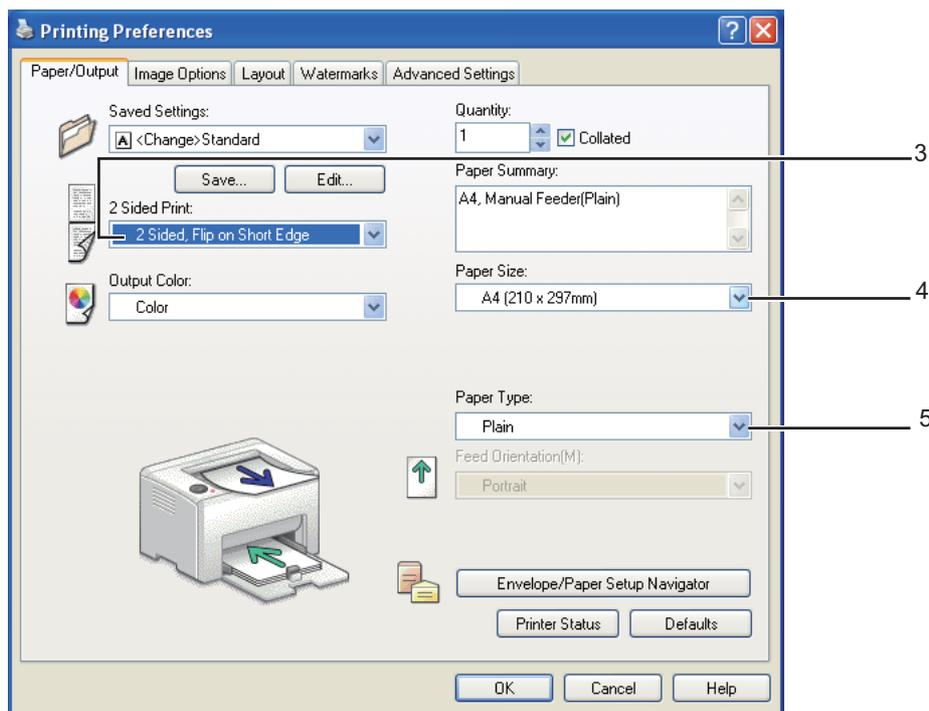 Printing Preferences
Paper/Output Image Options Layout Watermarks Advanced Settings
Saved Settings:
A <Change>Standard
Save... Edit...
2 Sided Print:
2 Sided, Flip on Short Edge
Output Color:
Color
Quantity:
1 Collated
3
Paper Summary:
A4, Manual Feeder(Plain)
Paper Size:
A4 (210 x 297mm)
4
Paper Type:
Plain
5
Feed Orientation(M):
Portrait
Envelope/Paper Setup Navigator
Printer Status Defaults
OK Cancel Help